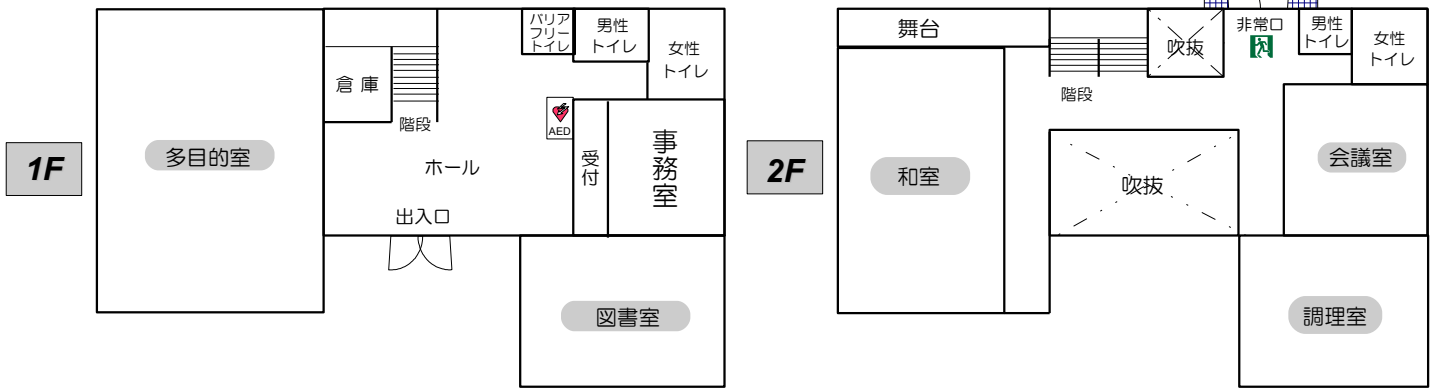 1F
多目的室
倉庫
階段
ホール
出入口
バリア
フリー
トイレ
男性
トイレ
女性
トイレ
AED
受付
事務室
図書室
2F
舞台
和室
階段
吹抜
非常口
男性
トイレ
女性
トイレ
吹抜
会議室
調理室